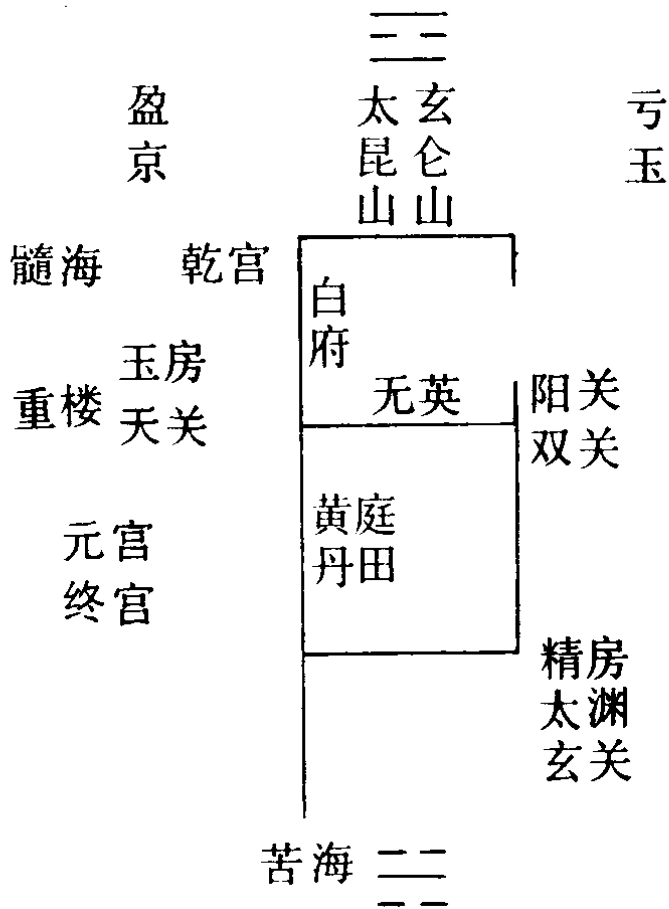 盈 太 玄 亏
京 昆 仑 玉
山 山
髓海 乾宫
白
府
玉房
重楼
天关
无英
阳关
双关
黄庭
丹田
元宫
终宫
精房
太渊
玄关
苦海